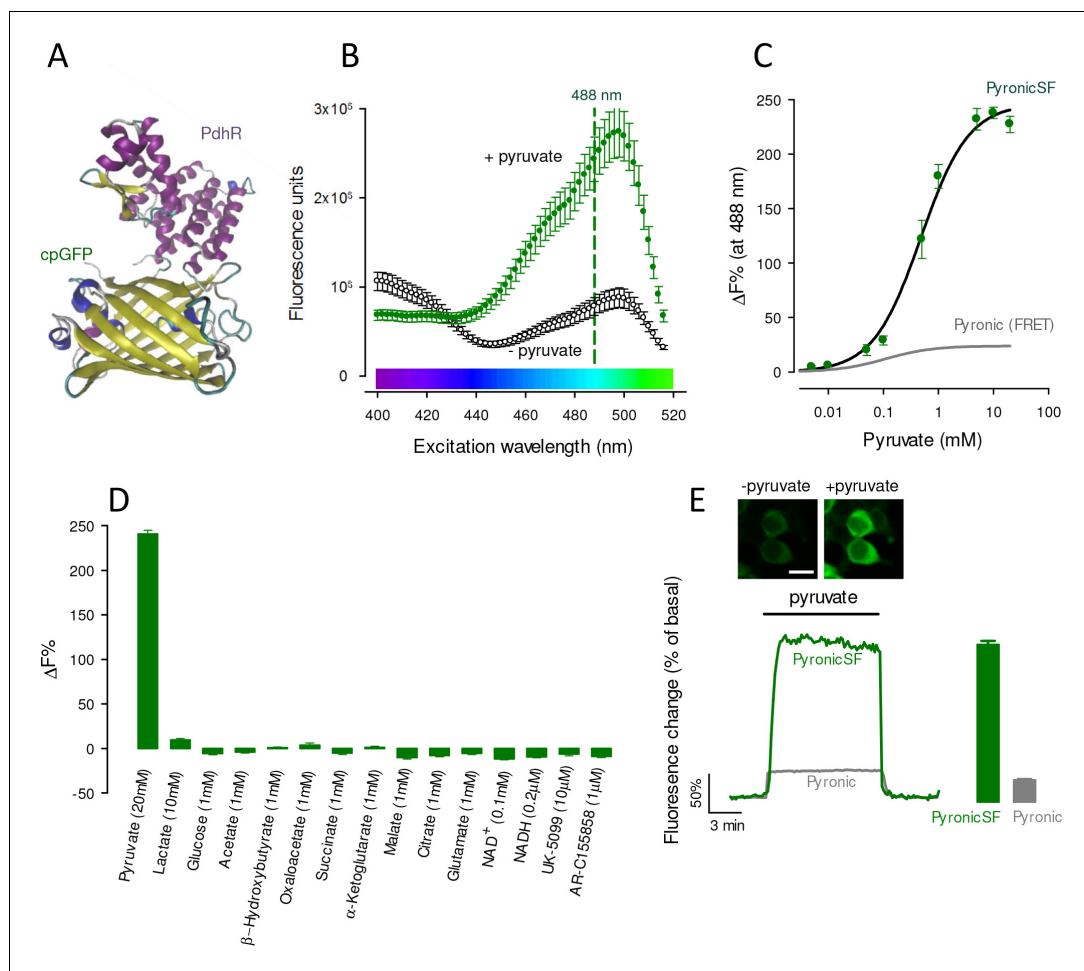 A
PdhR
cpGFP
B
488 nm
3x10⁵
2x10⁵
10⁵
0
Fluorescence units
+ pyruvate
- pyruvate
400 420 440 460 480 500 520
Excitation wavelength (nm)
C
PyronicSF
250
200
150
100
50
0
ΔF% (at 488 nm)
Pyronic (FRET)
0.01 0.1 1 10 100
Pyruvate (mM)
D
250
200
150
100
50
0
-50
ΔF%
Pyruvate (20mM)
Lactate (10mM)
Glucose (1mM)
Acetate (1mM)
β−Hydroxybutyrate (1mM)
Oxaloacetate (1mM)
Succinate (1mM)
α-Ketoglutarate (1mM)
Malate (1mM)
Citrate (1mM)
Glutamate (1mM)
NAD⁺ (0.1mM)
NADH (0.2μM)
UK-5099 (10μM)
AR-C155858 (1μM)
E
-pyruvate +pyruvate
pyruvate
Fluoresence change (% of basal)
PyronicSF
Pyronic
50%
3 min
PyronicSF Pyronic